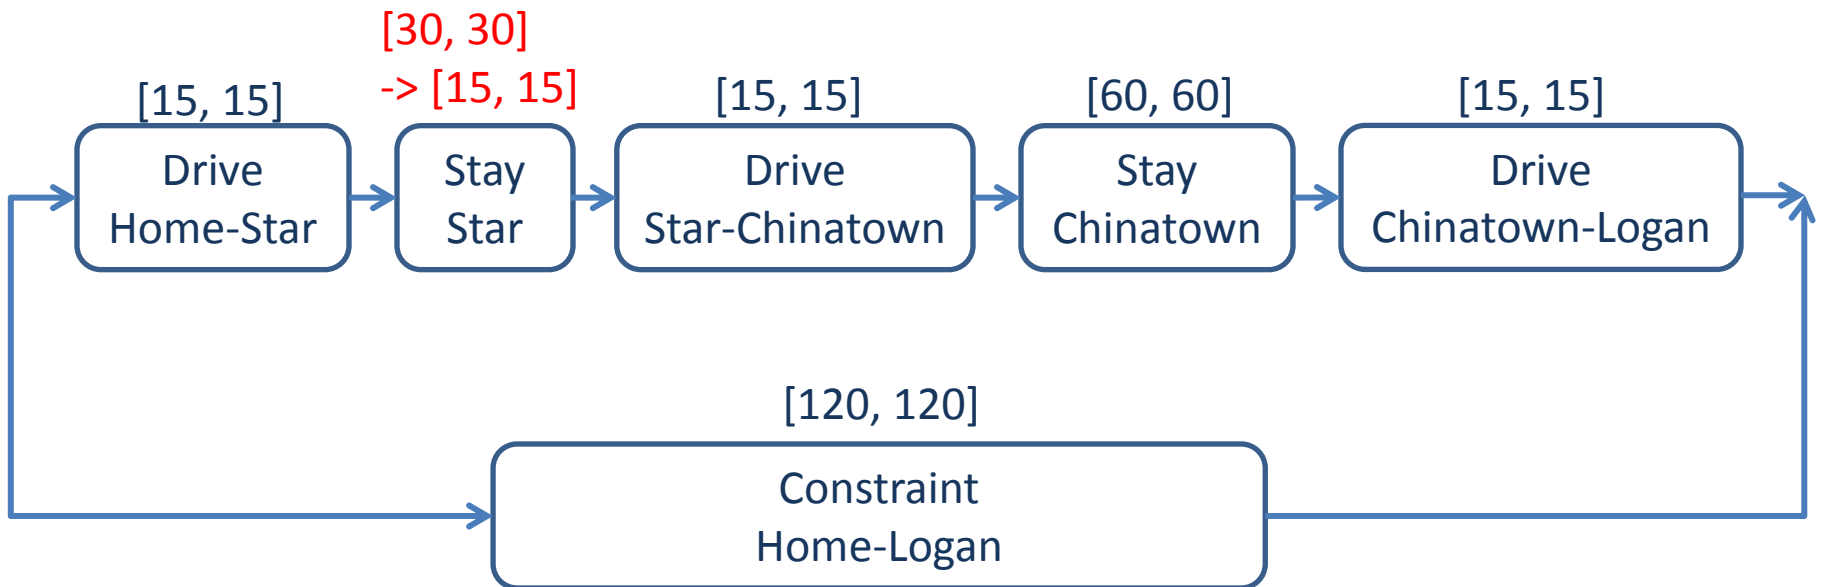 [30, 30]
-> [15, 15]
[15, 15]
[15, 15]
[60, 60]
[15, 15]
Drive
Home-Star
Stay
Star
Drive
Star-Chinatown
Stay
Chinatown
Drive
Chinatown-Logan
[120, 120]
Constraint
Home-Logan